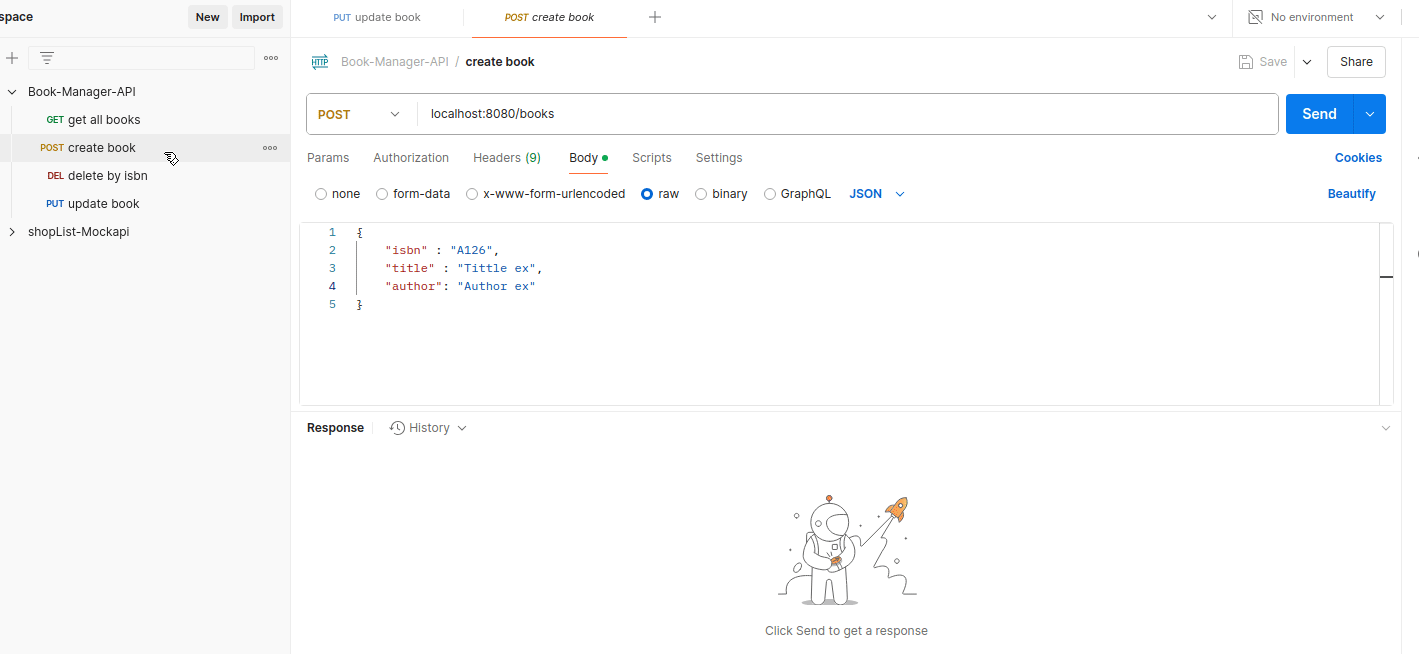 space New Import
PUT update book POST create book No environment
Book-Manager-API / create book Save Share
Book-Manager-API
GET get all books
POST create book
DEL delete by isbn
PUT update book
shopList-Mockapi
HTTP
POST localhost:8080/books Send
Params Authorization Headers (9) Body Scripts Settings Cookies
none form-data x-www-form-urlencoded raw binary GraphQL JSON Beautify
1 {
2 "isbn" : "A126",
3 "title" : "Tittle ex",
4 "author": "Author ex"
5 }
Response History
Click Send to get a response